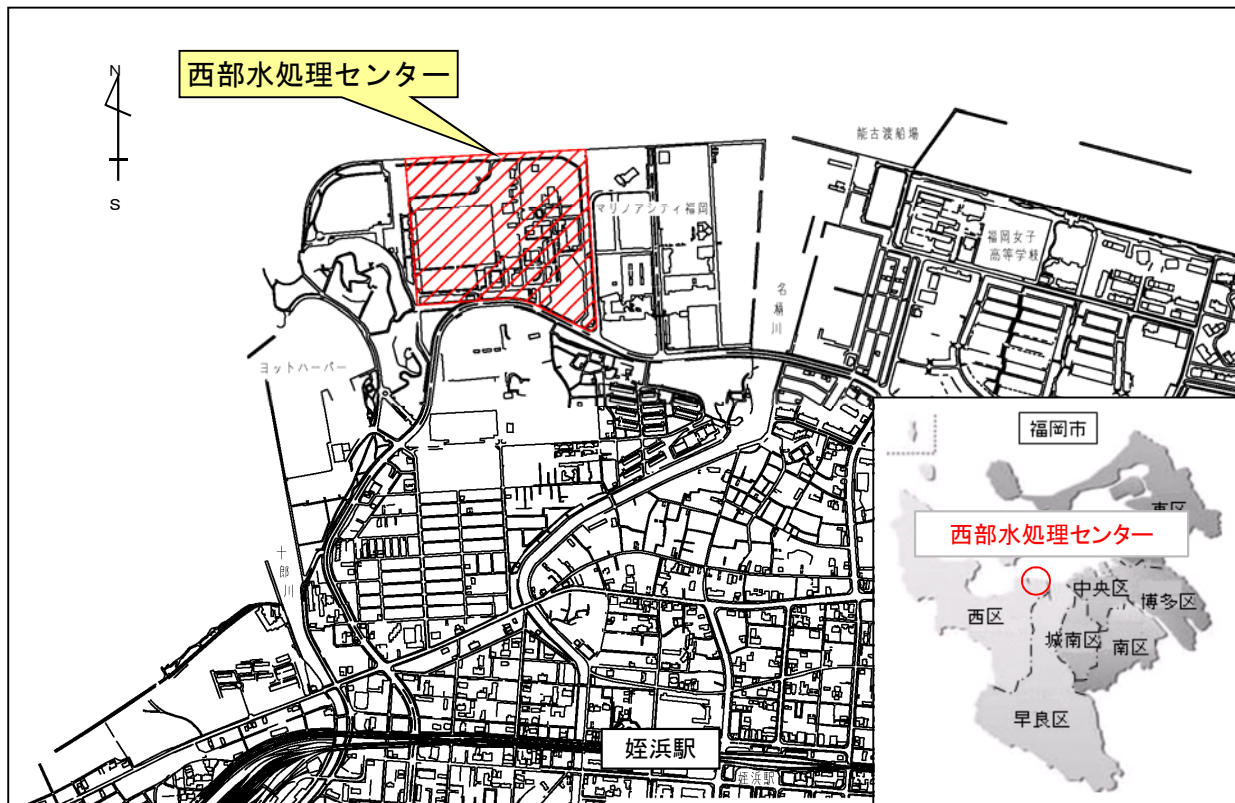 西部水処理センター
N
S
能古渡船場
マリノアシティ福岡
福岡女子
高等学校
名柄川
ヨットハーバー
十郎川
姪浜駅
姪浜駅
福岡市
東区
西部水処理センター
中央区
博多区
西区
城南区
南区
早良区